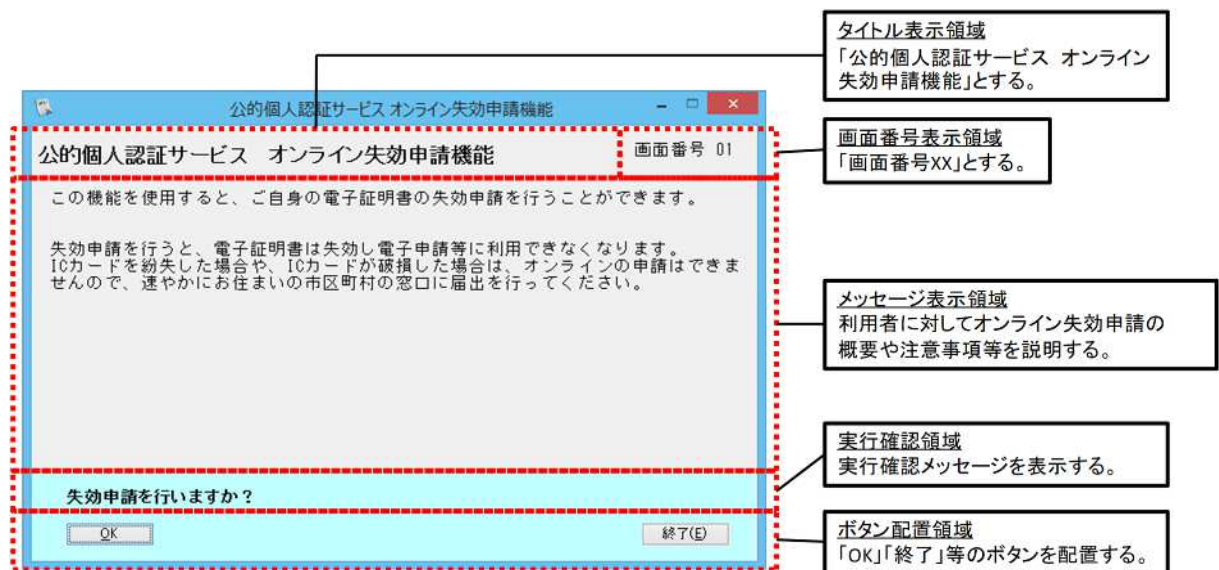 タイトル表示領域
「公的個人認証サービス オンライン
失効申請機能」とする。
公的個人認証サービス オンライン失効申請機能
公的個人認証サービス　オンライン失効申請機能
画面番号 01
画面番号表示領域
「画面番号XX」とする。
この機能を使用すると、ご自身の電子証明書の失効申請を行うことができます。
失効申請を行うと、電子証明書は失効し電子申請等に利用できなくなります。
ICカードを紛失した場合や、ICカードが破損した場合は、オンラインの申請はできま
せんので、速やかにお住まいの市区町村の窓口に届出を行ってください。
メッセージ表示領域
利用者に対してオンライン失効申請の
概要や注意事項等を説明する。
実行確認領域
実行確認メッセージを表示する。
失効申請を行いますか？
OK
終了(E)
ボタン配置領域
「OK」「終了」等のボタンを配置する。